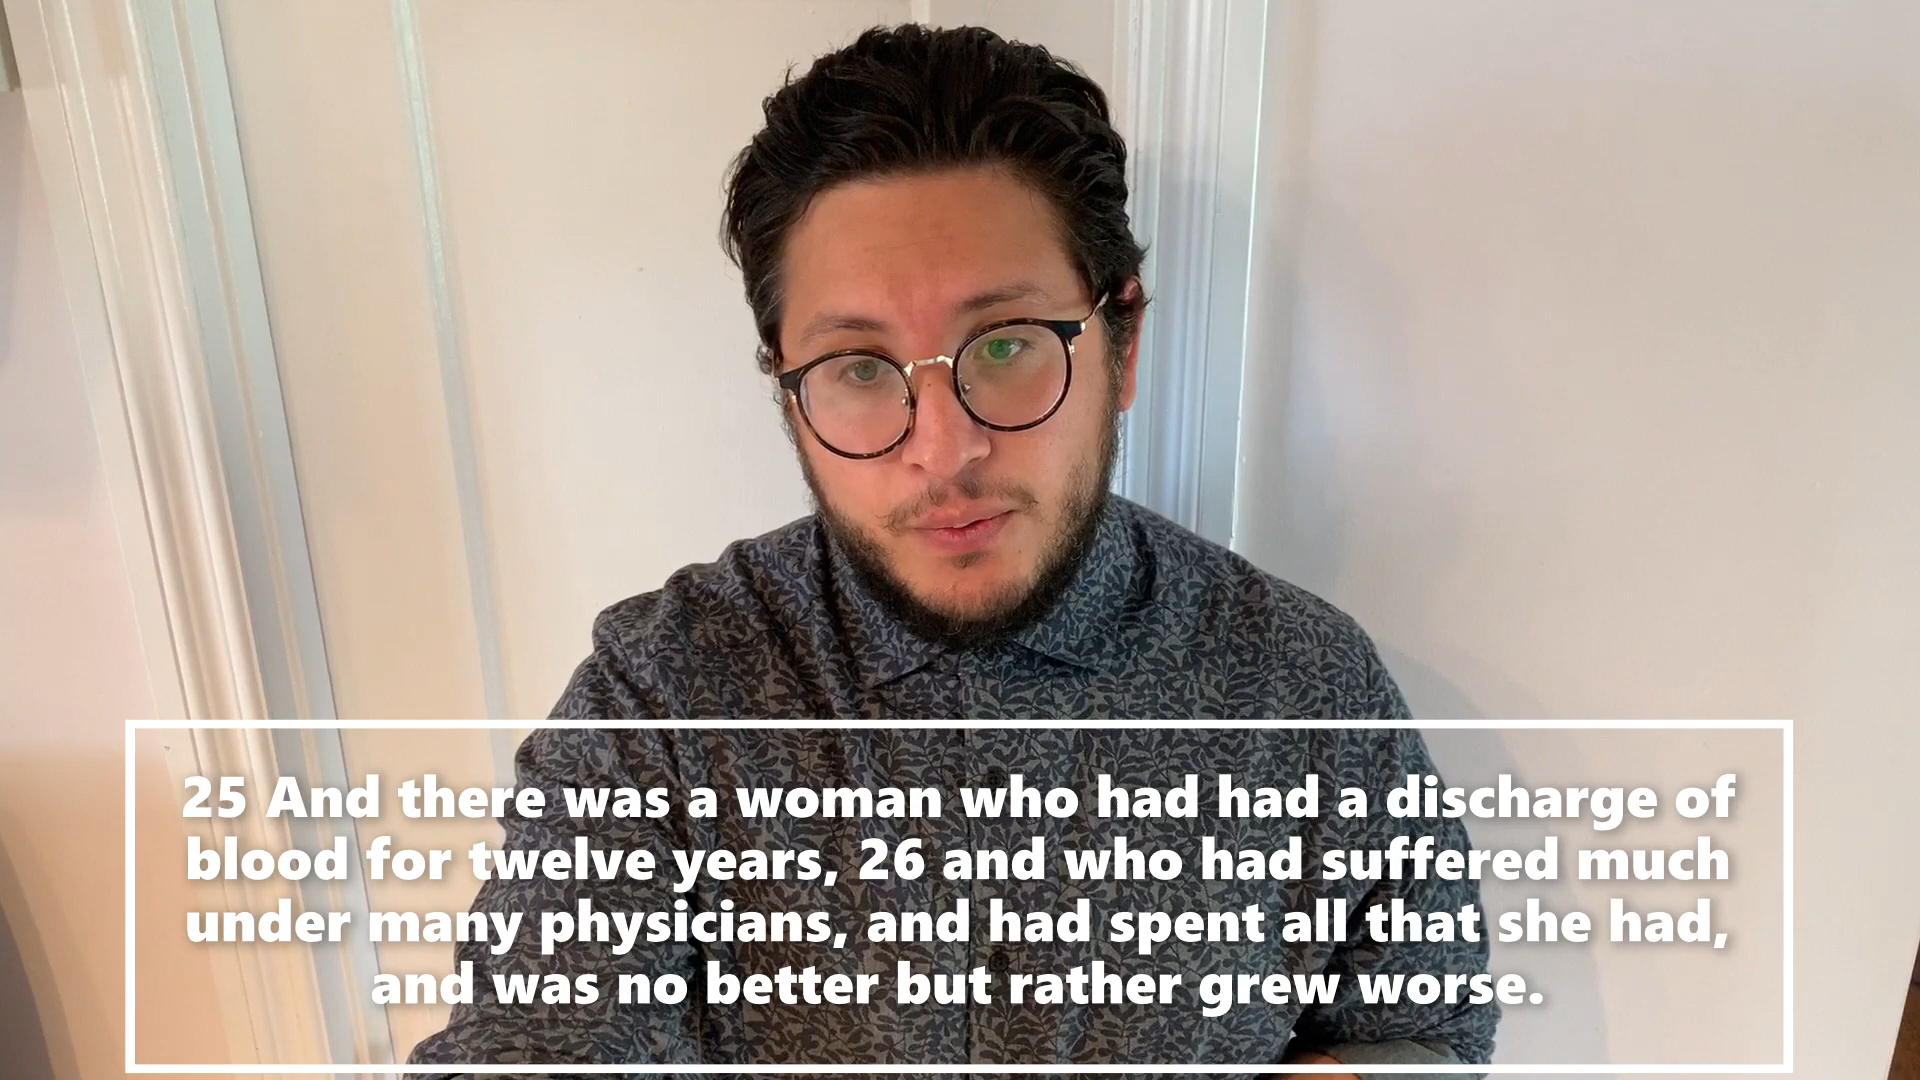 25 And there was a woman who had had a discharge of
blood for twelve years, 26 and who had suffered much
under many physicians, and had spent all that she had,
and was no better but rather grew worse.